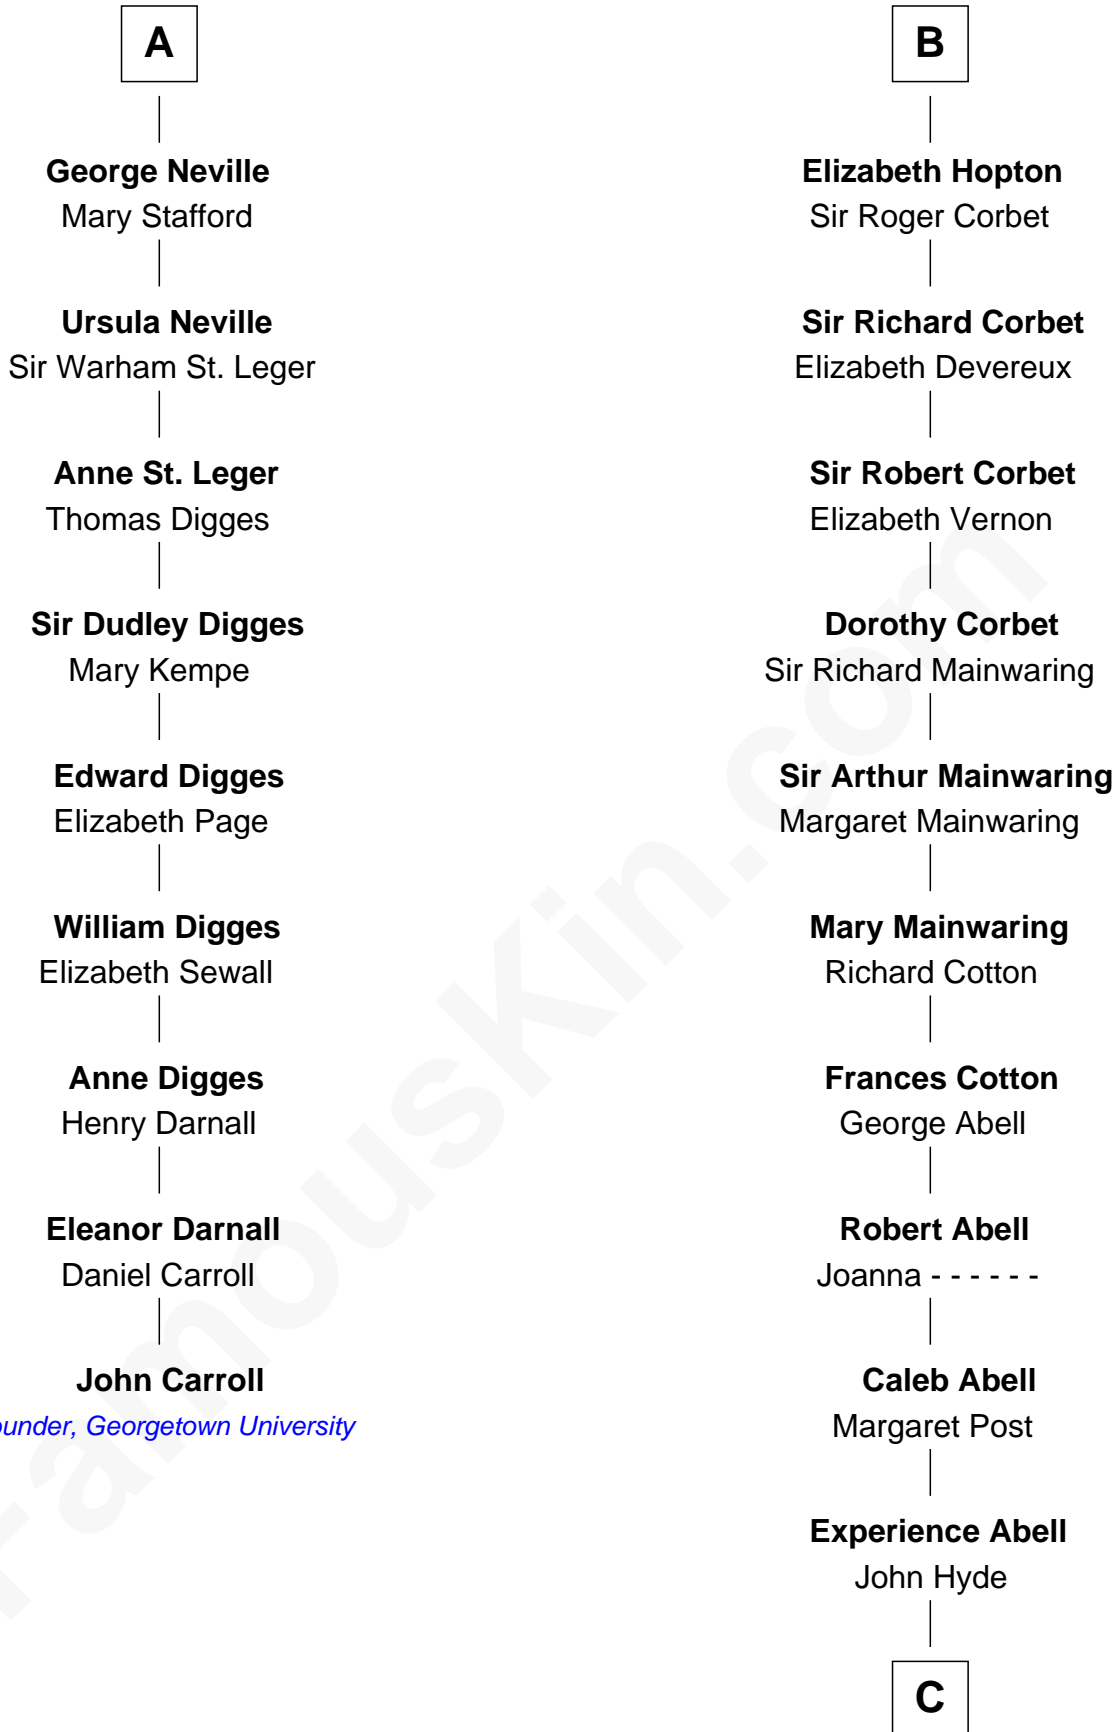 A
George Neville
Mary Stafford
Ursula Neville
Sir Warham St. Leger
Anne St. Leger
Thomas Digges
Sir Dudley Digges
Mary Kempe
Edward Digges
Elizabeth Page
William Digges
Elizabeth Sewall
Anne Digges
Henry Darnall
Eleanor Darnall
Daniel Carroll
John Carroll
ounder, Georgetown University
B
Elizabeth Hopton
Sir Roger Corbet
Sir Richard Corbet
Elizabeth Devereux
Sir Robert Corbet
Elizabeth Vernon
Dorothy Corbet
Sir Richard Mainwaring
Sir Arthur Mainwaring
Margaret Mainwaring
Mary Mainwaring
Richard Cotton
Frances Cotton
George Abell
Robert Abell
Joanna - - - - - -
Caleb Abell
Margaret Post
Experience Abell
John Hyde
C
FamousKin.com